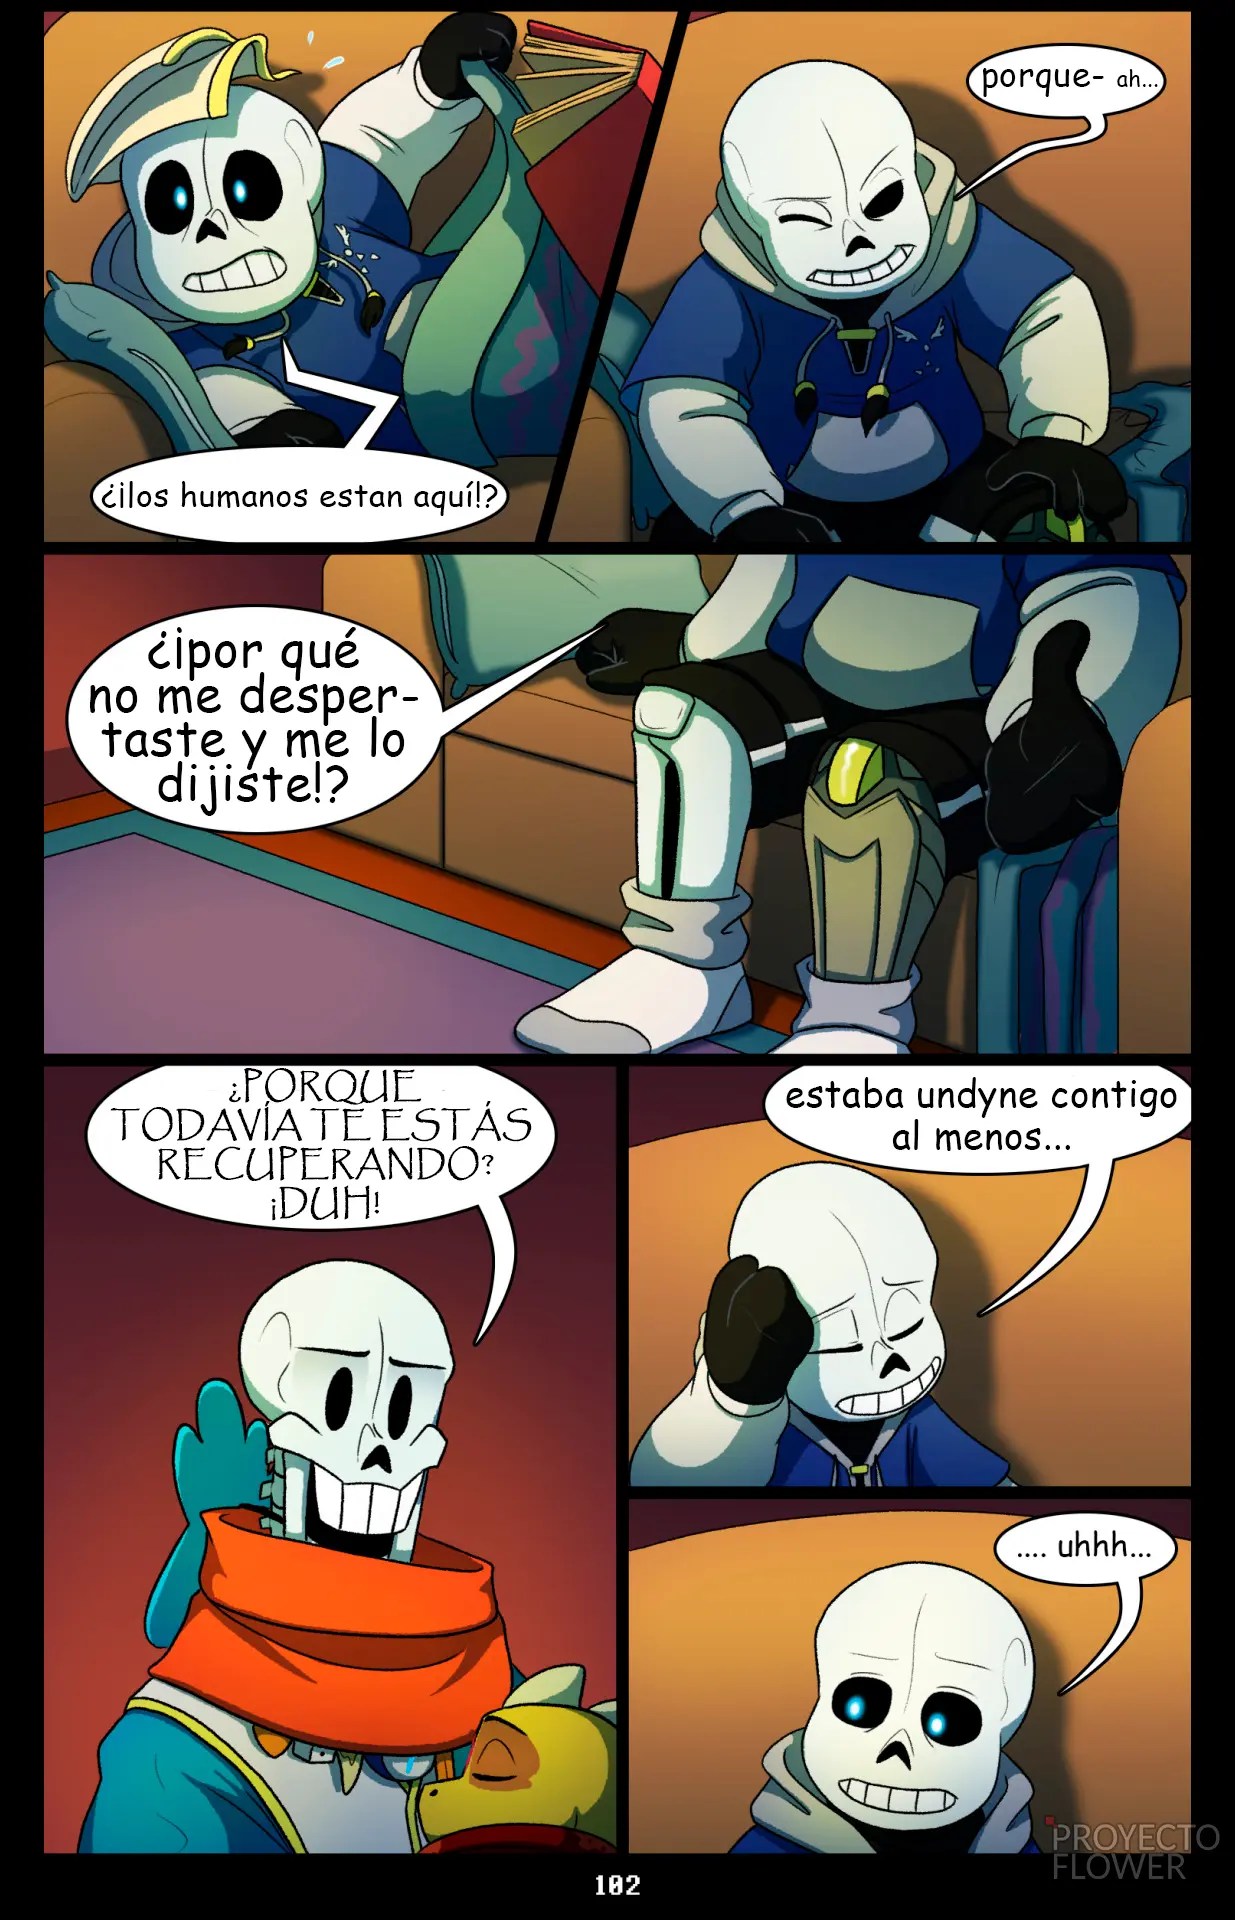 ¿¡los humanos estan aquí!?
porque- ah...
¿¡por qué
no me desper-
taste y me lo
dijiste!?
¿PORQUE
TODAVÍA TE ESTÁS
RECUPERANDO?
¡DUH!
estaba undyne contigo
al menos...
.... uhhh...
PROYECTO
FLOWER
102